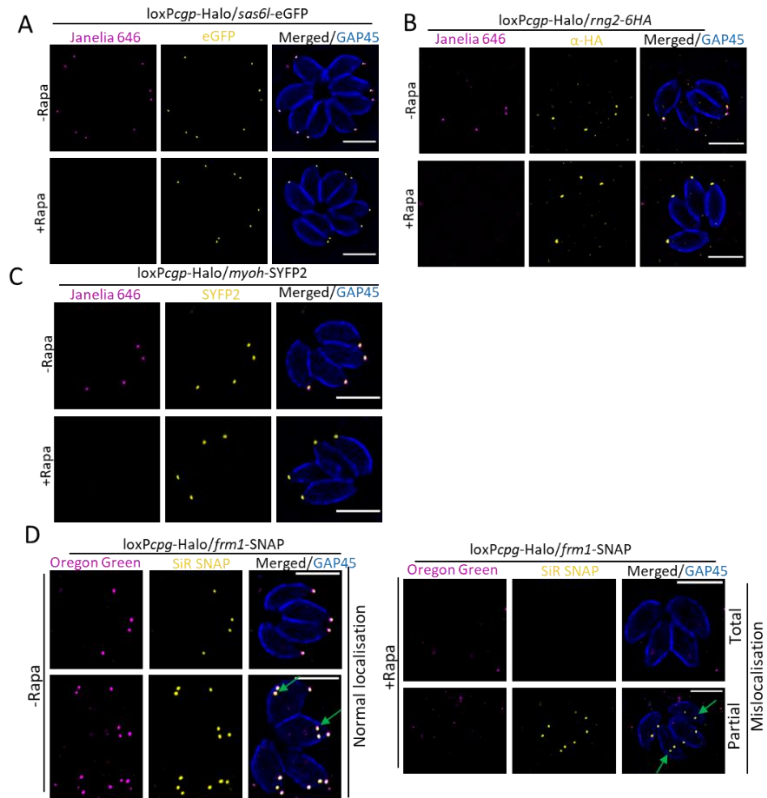 A
loxPcgp-Halo/sas6l-eGFP
Janelia 646 eGFP Merged/GAP45
-Rapa
+Rapa
B
loxPcgp-Halo/rng2-6HA
Janelia 646 α-HA Merged/GAP45
-Rapa
+Rapa
C
loxPcgp-Halo/myoh-SYFP2
Janelia 646 SYFP2 Merged/GAP45
-Rapa
+Rapa
D
loxPcpg-Halo/frm1-SNAP
Oregon Green SiR SNAP Merged/GAP45
-Rapa
Normal localisation
loxPcpg-Halo/frm1-SNAP
Oregon Green SiR SNAP Merged/GAP45
+Rapa
Total
Partial
Mislocalisation